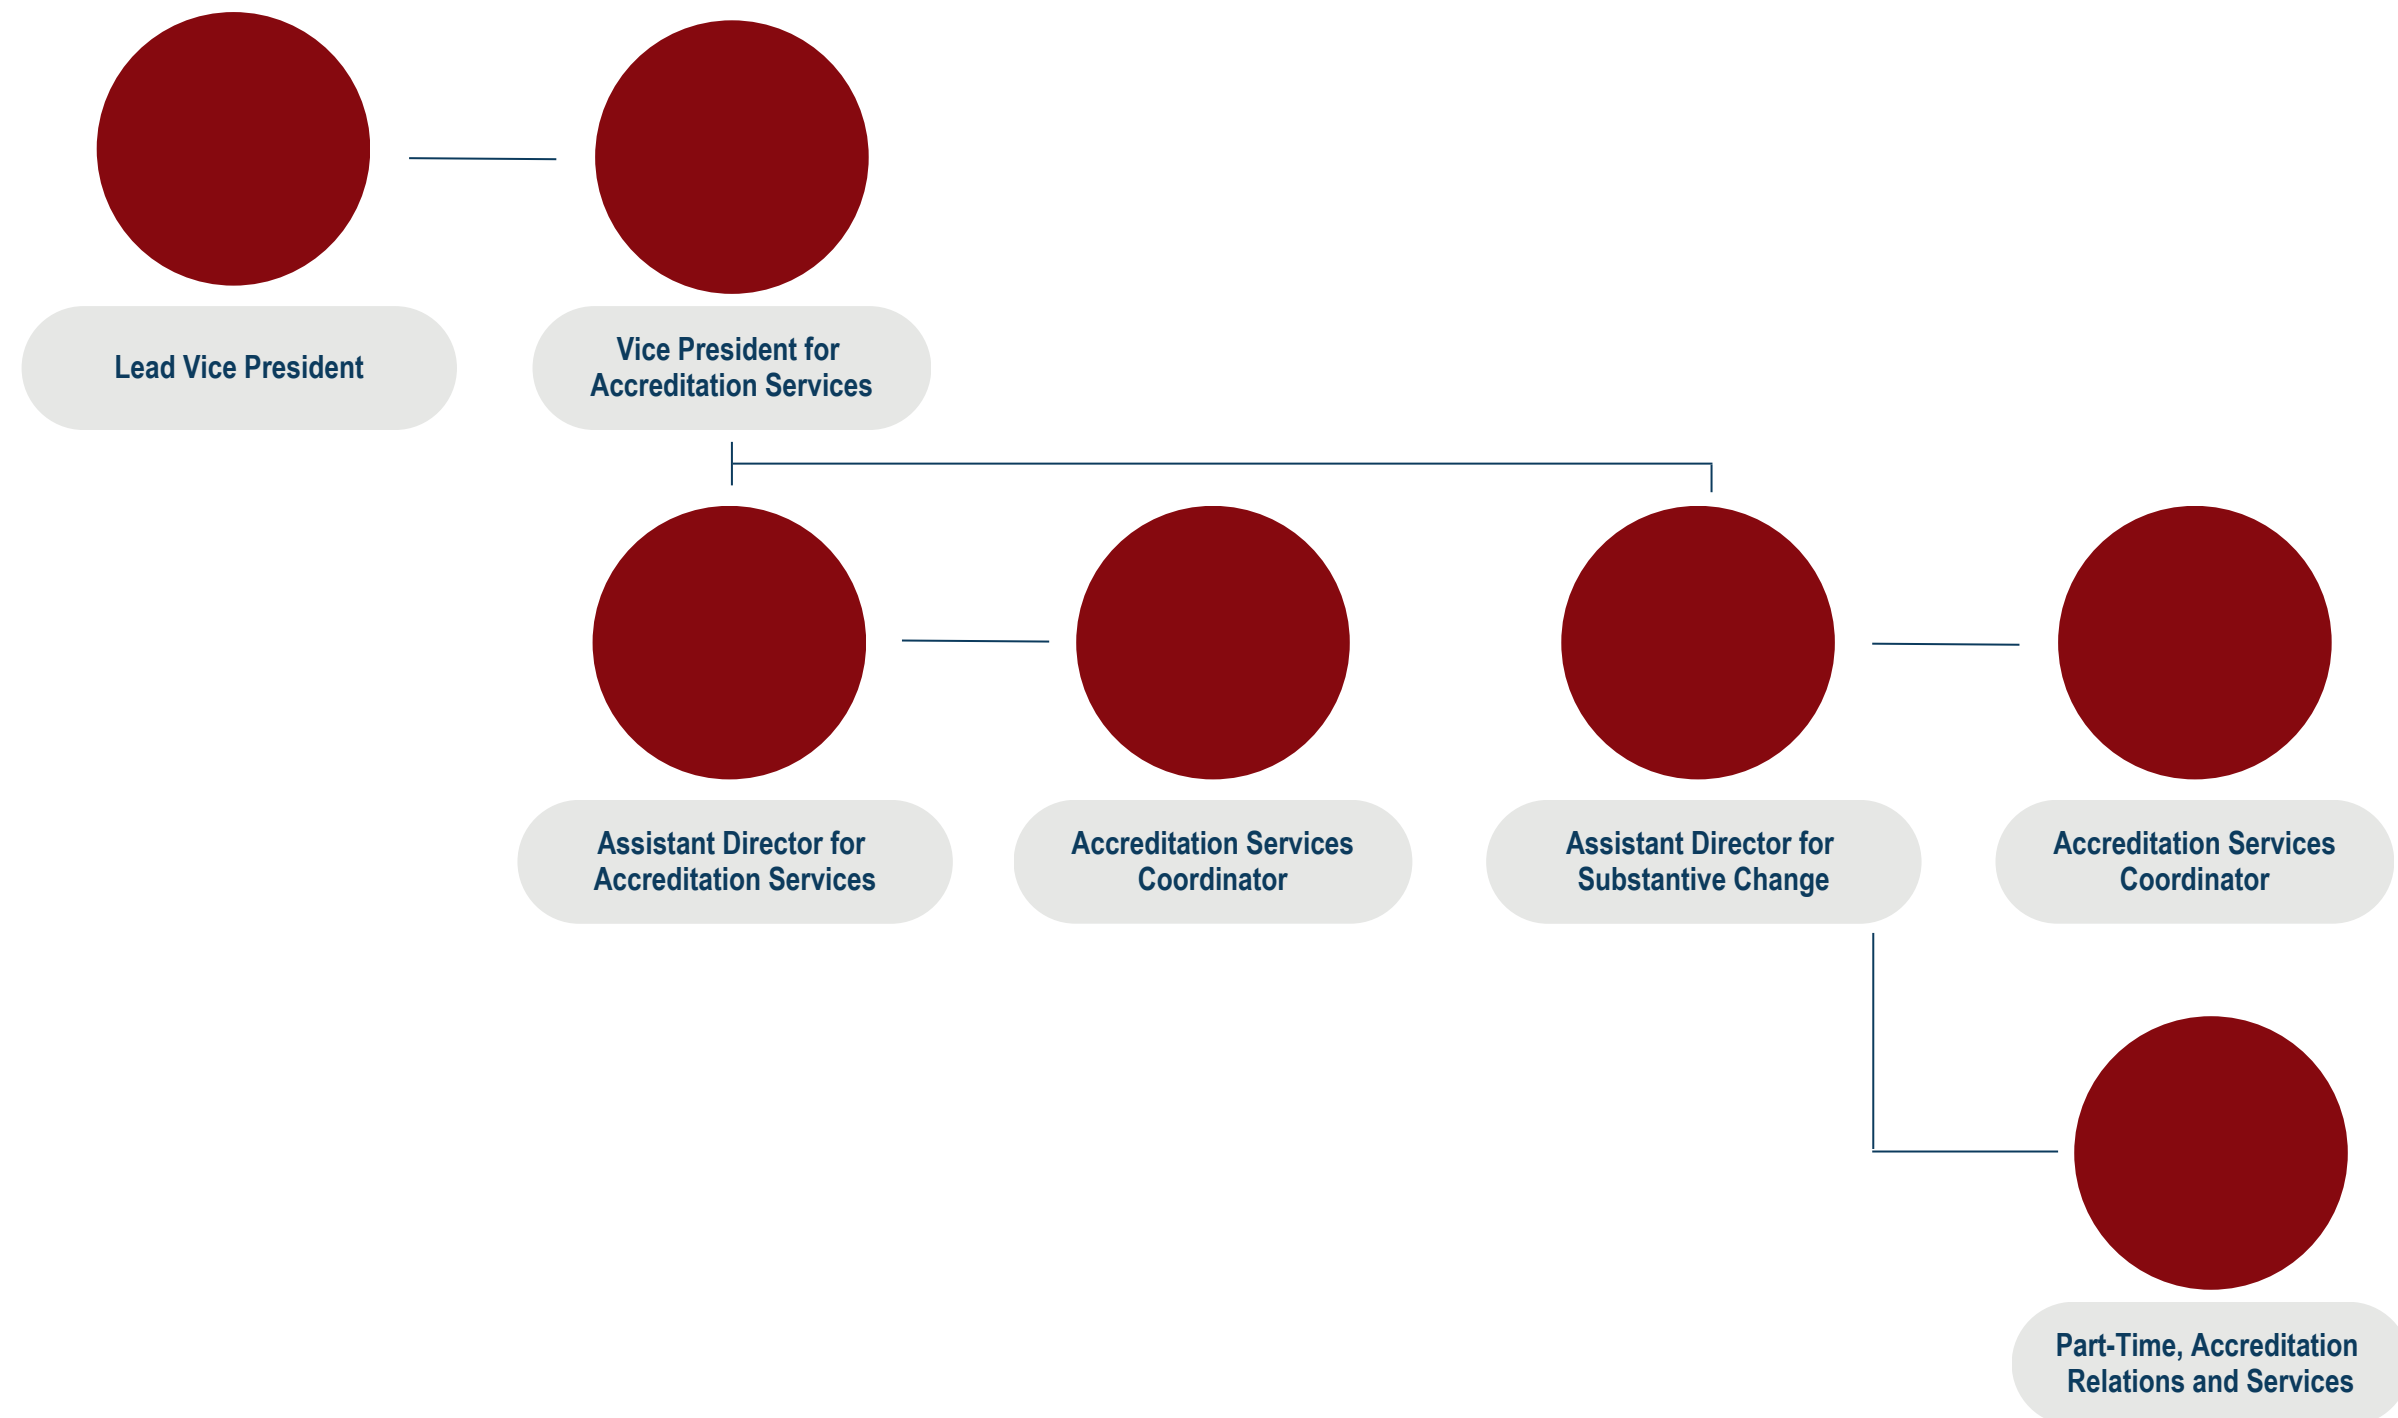 Lead Vice President
Vice President for
Accreditation Services
Assistant Director for
Accreditation Services
Accreditation Services
Coordinator
Assistant Director for
Substantive Change
Accreditation Services
Coordinator
Part-Time, Accreditation
Relations and Services